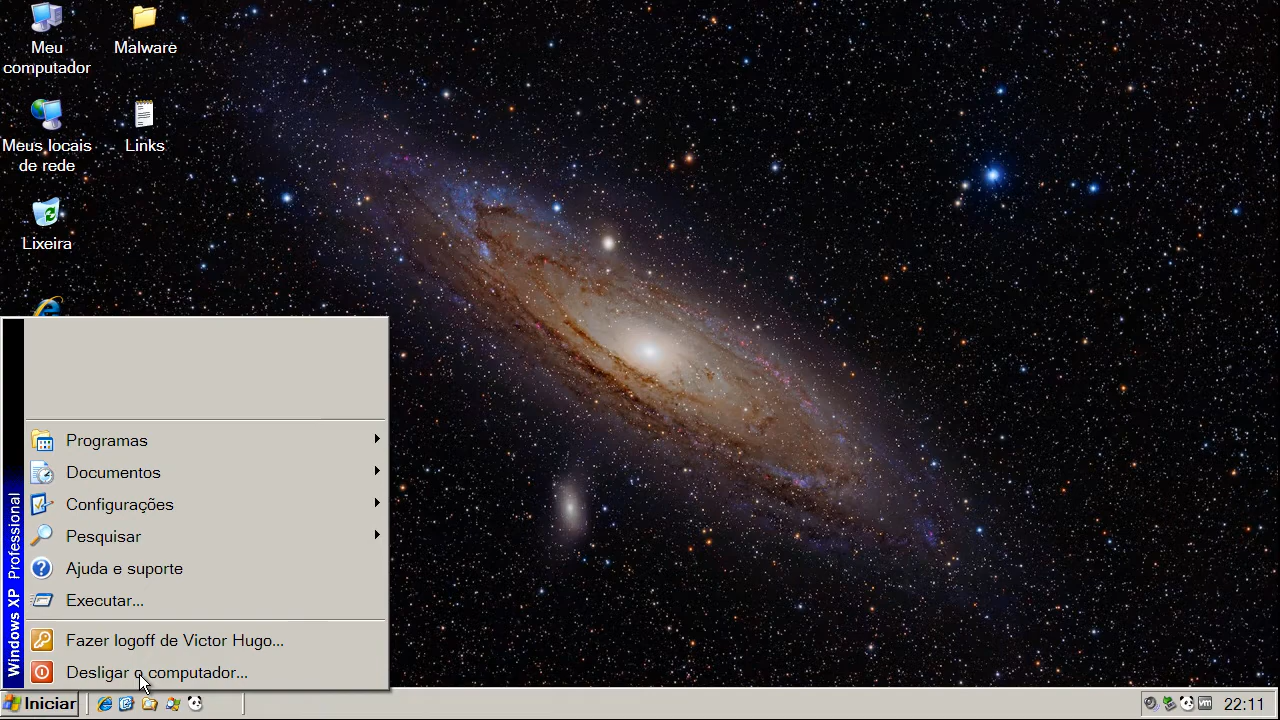 Meu
computador
Malware
Meus locais
de rede
Links
Lixeira
Programas
Documentos
Configurações
Pesquisar
Ajuda e suporte
Executar...
Fazer logoff de Victor Hugo...
Desligar o computador...
Windows XP Professional
Iniciar
vm
22:11